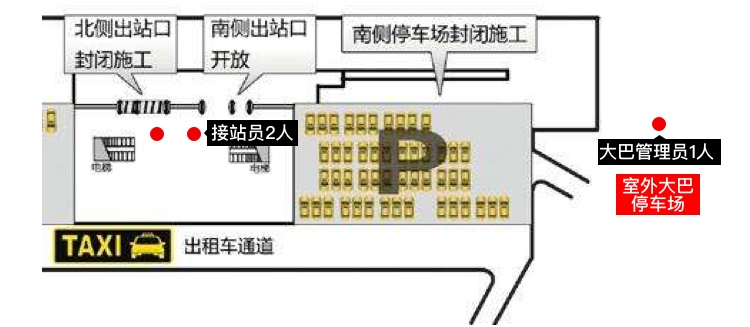 北侧出站口
封闭施工
南侧出站口
开放
南侧停车场封闭施工
接站员2人
大巴管理员1人
室外大巴
停车场
电梯
电梯
P
TAXI
出租车通道